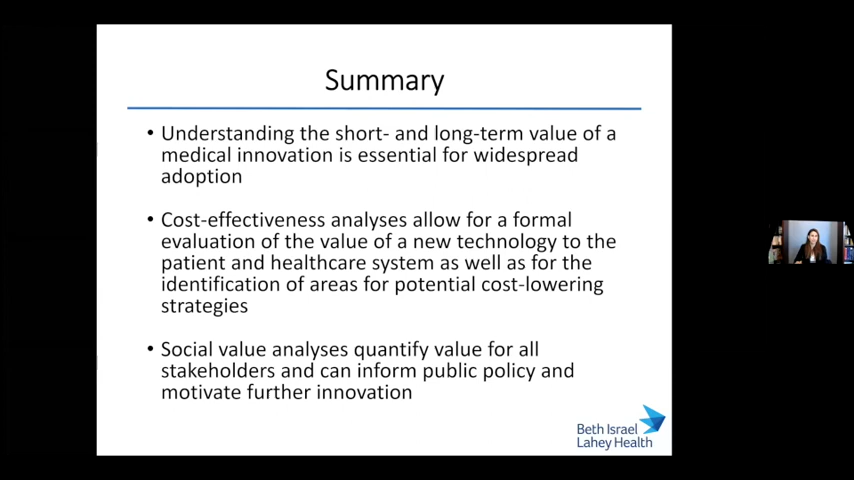 Summary
• Understanding the short- and long-term value of a
medical innovation is essential for widespread
adoption
• Cost-effectiveness analyses allow for a formal
evaluation of the value of a new technology to the
patient and healthcare system as well as for the
identification of areas for potential cost-lowering
strategies
• Social value analyses quantify value for all
stakeholders and can inform public policy and
motivate further innovation
Beth Israel
Lahey Health